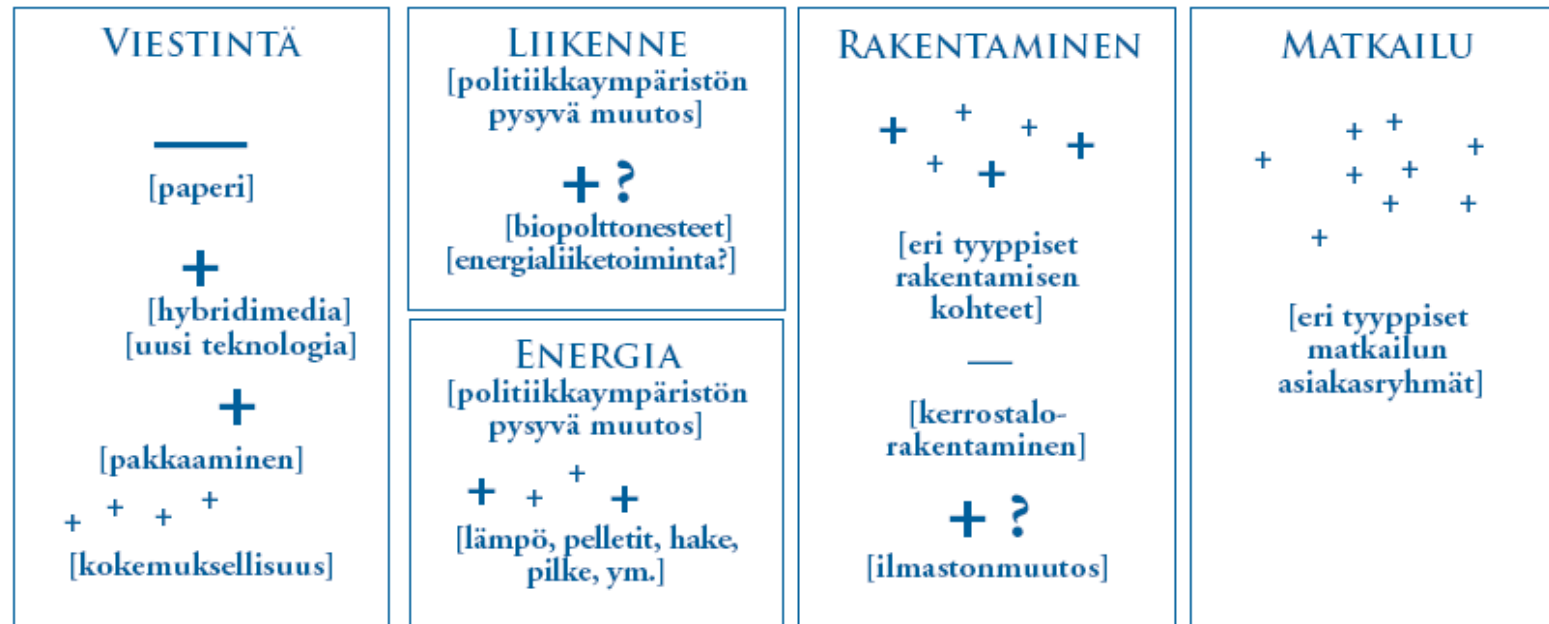 VIESTINTÄ
—
[paperi]
+
[hybridimedia]
[uusi teknologia]
+
[pakkaaminen]
+ + + +
[kokemuksellisuus]
LIIKENNE
[politiikkaympäristön
pysyvä muutos]
+ ?
[biopolttonesteet]
[energialiiketoiminta?]
ENERGIA
[politiikkaympäristön
pysyvä muutos]
+ + + +
[lämpö, pelletit, hake,
pilke, ym.]
RAKENTAMINEN
+ + + + + +
[eri tyyppiset
rakentamisen
kohteet]
—
[kerrostalo-
rakentaminen]
+ ?
[ilmastonmuutos]
MATKAILU
+ + + + + + + + +
[eri tyyppiset
matkailun
asiakasryhmät]